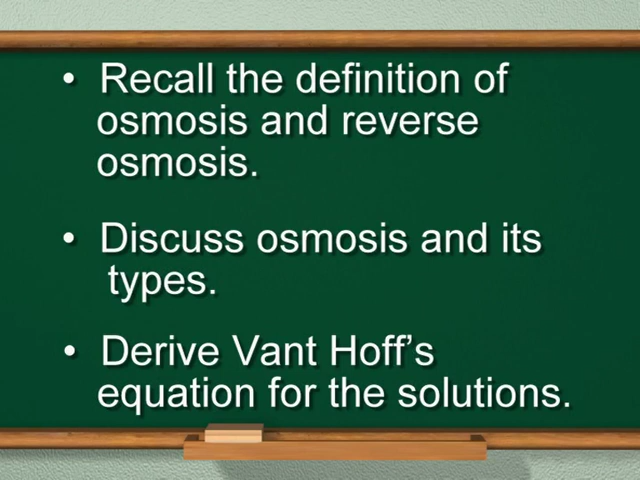 • Recall the definition of
osmosis and reverse
osmosis.
• Discuss osmosis and its
types.
• Derive Vant Hoff’s
equation for the solutions.